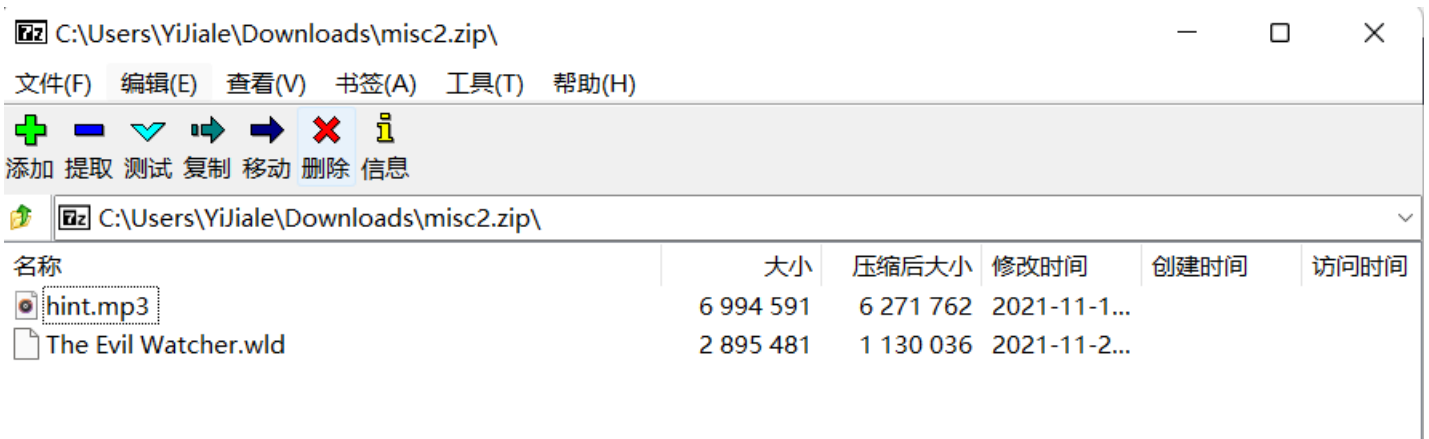 C:\Users\YiJiale\Downloads\misc2.zip\
文件(F) 编辑(E) 查看(V) 书签(A) 工具(T) 帮助(H)
添加 提取 测试 复制 移动 删除 信息
C:\Users\YiJiale\Downloads\misc2.zip\
名称 大小 压缩后大小 修改时间 创建时间 访问时间
hint.mp3 6 994 591 6 271 762 2021-11-1...
The Evil Watcher.wld 2 895 481 1 130 036 2021-11-2...